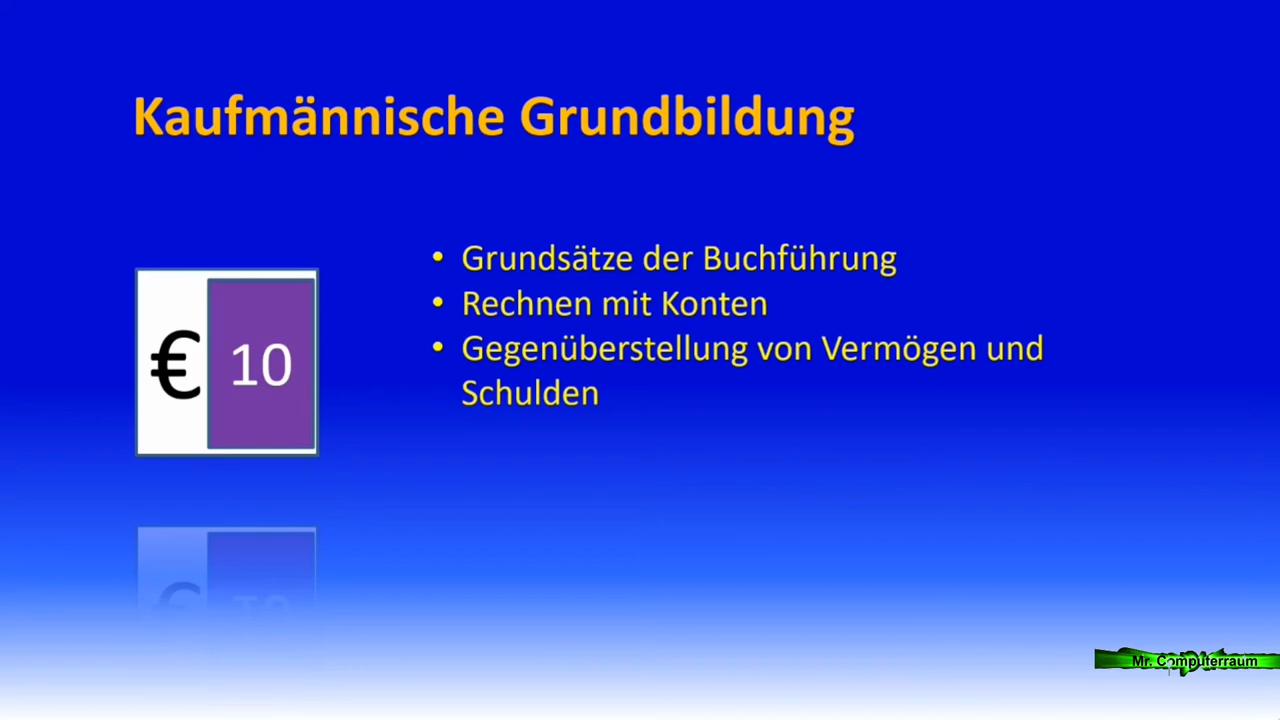 Kaufmännische Grundbildung
• Grundsätze der Buchführung
• Rechnen mit Konten
• Gegenüberstellung von Vermögen und
Schulden
€ 10
Mr. Computerraum